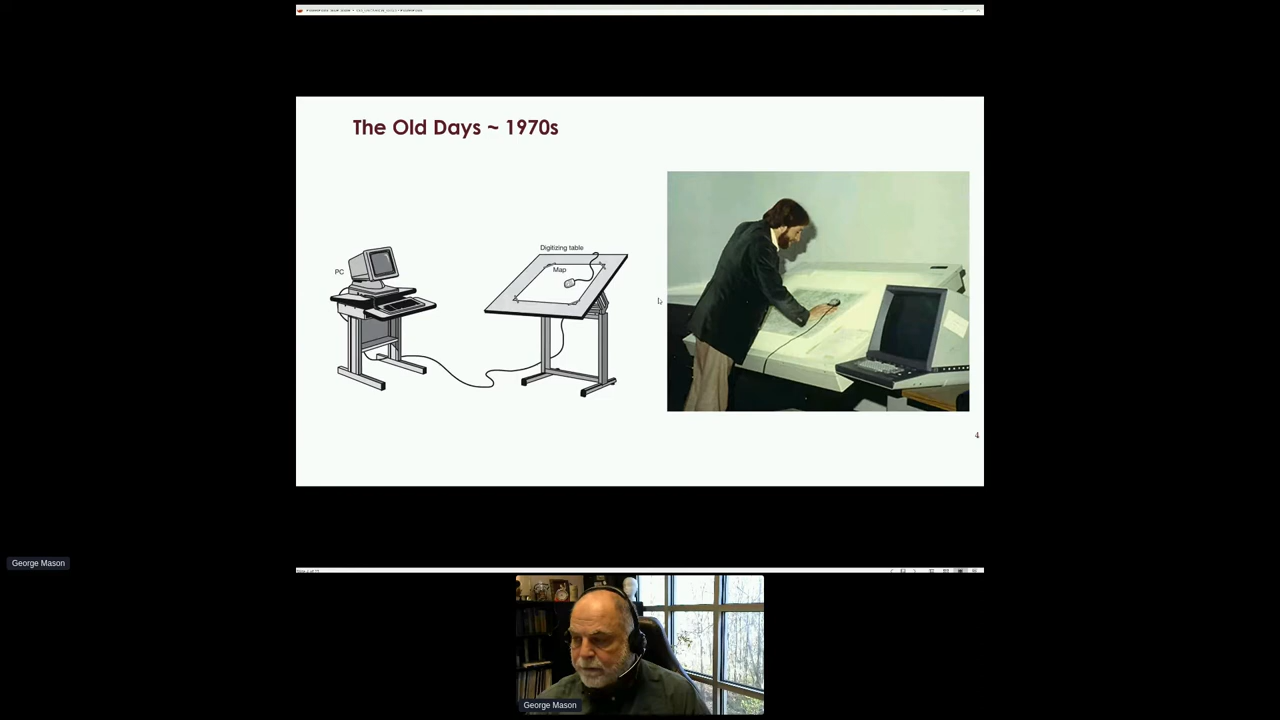 The Old Days ~ 1970s
Digitizing table
PC
Map
4
George Mason
George Mason